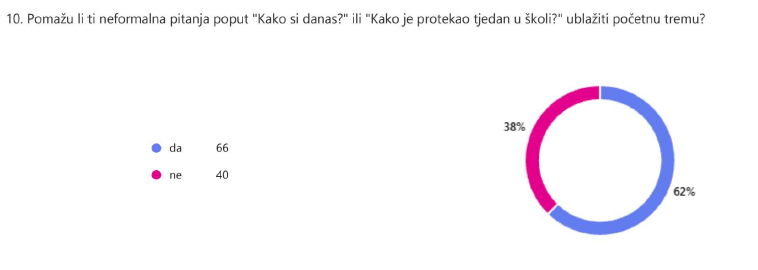 10. Pomažu li ti neformalna pitanja poput "Kako si danas?" ili "Kako je protekao tjedan u školi?" ublažiti početnu tremu?
38%
da 66
ne 40
62%